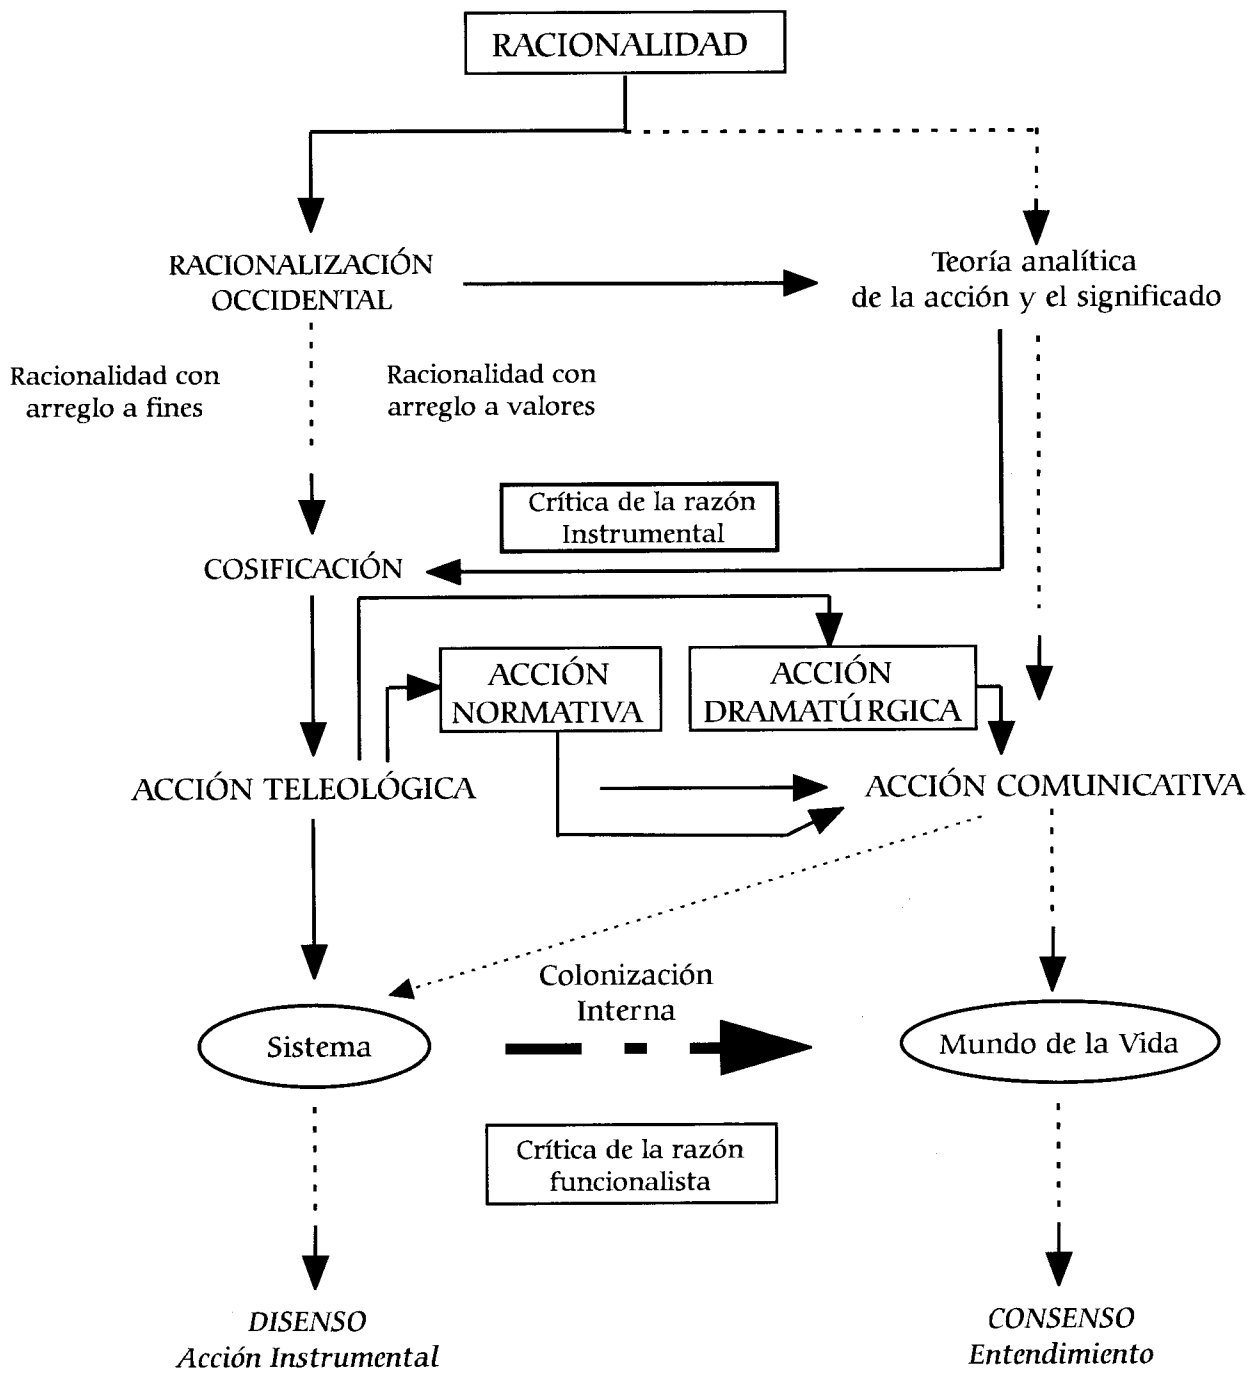 RACIONALIDAD
RACIONALIZACIÓN
OCCIDENTAL
Teoría analítica
de la acción y el significado
Racionalidad con
arreglo a fines
Racionalidad con
arreglo a valores
Crítica de la razón
Instrumental
COSIFICACIÓN
ACCIÓN
NORMATIVA
ACCIÓN
DRAMATÚRGICA
ACCIÓN TELEOLÓGICA
ACCIÓN COMUNICATIVA
Colonización
Interna
Sistema
Mundo de la Vida
Crítica de la razón
funcionalista
DISENSO
Acción Instrumental
CONSENSO
Entendimiento